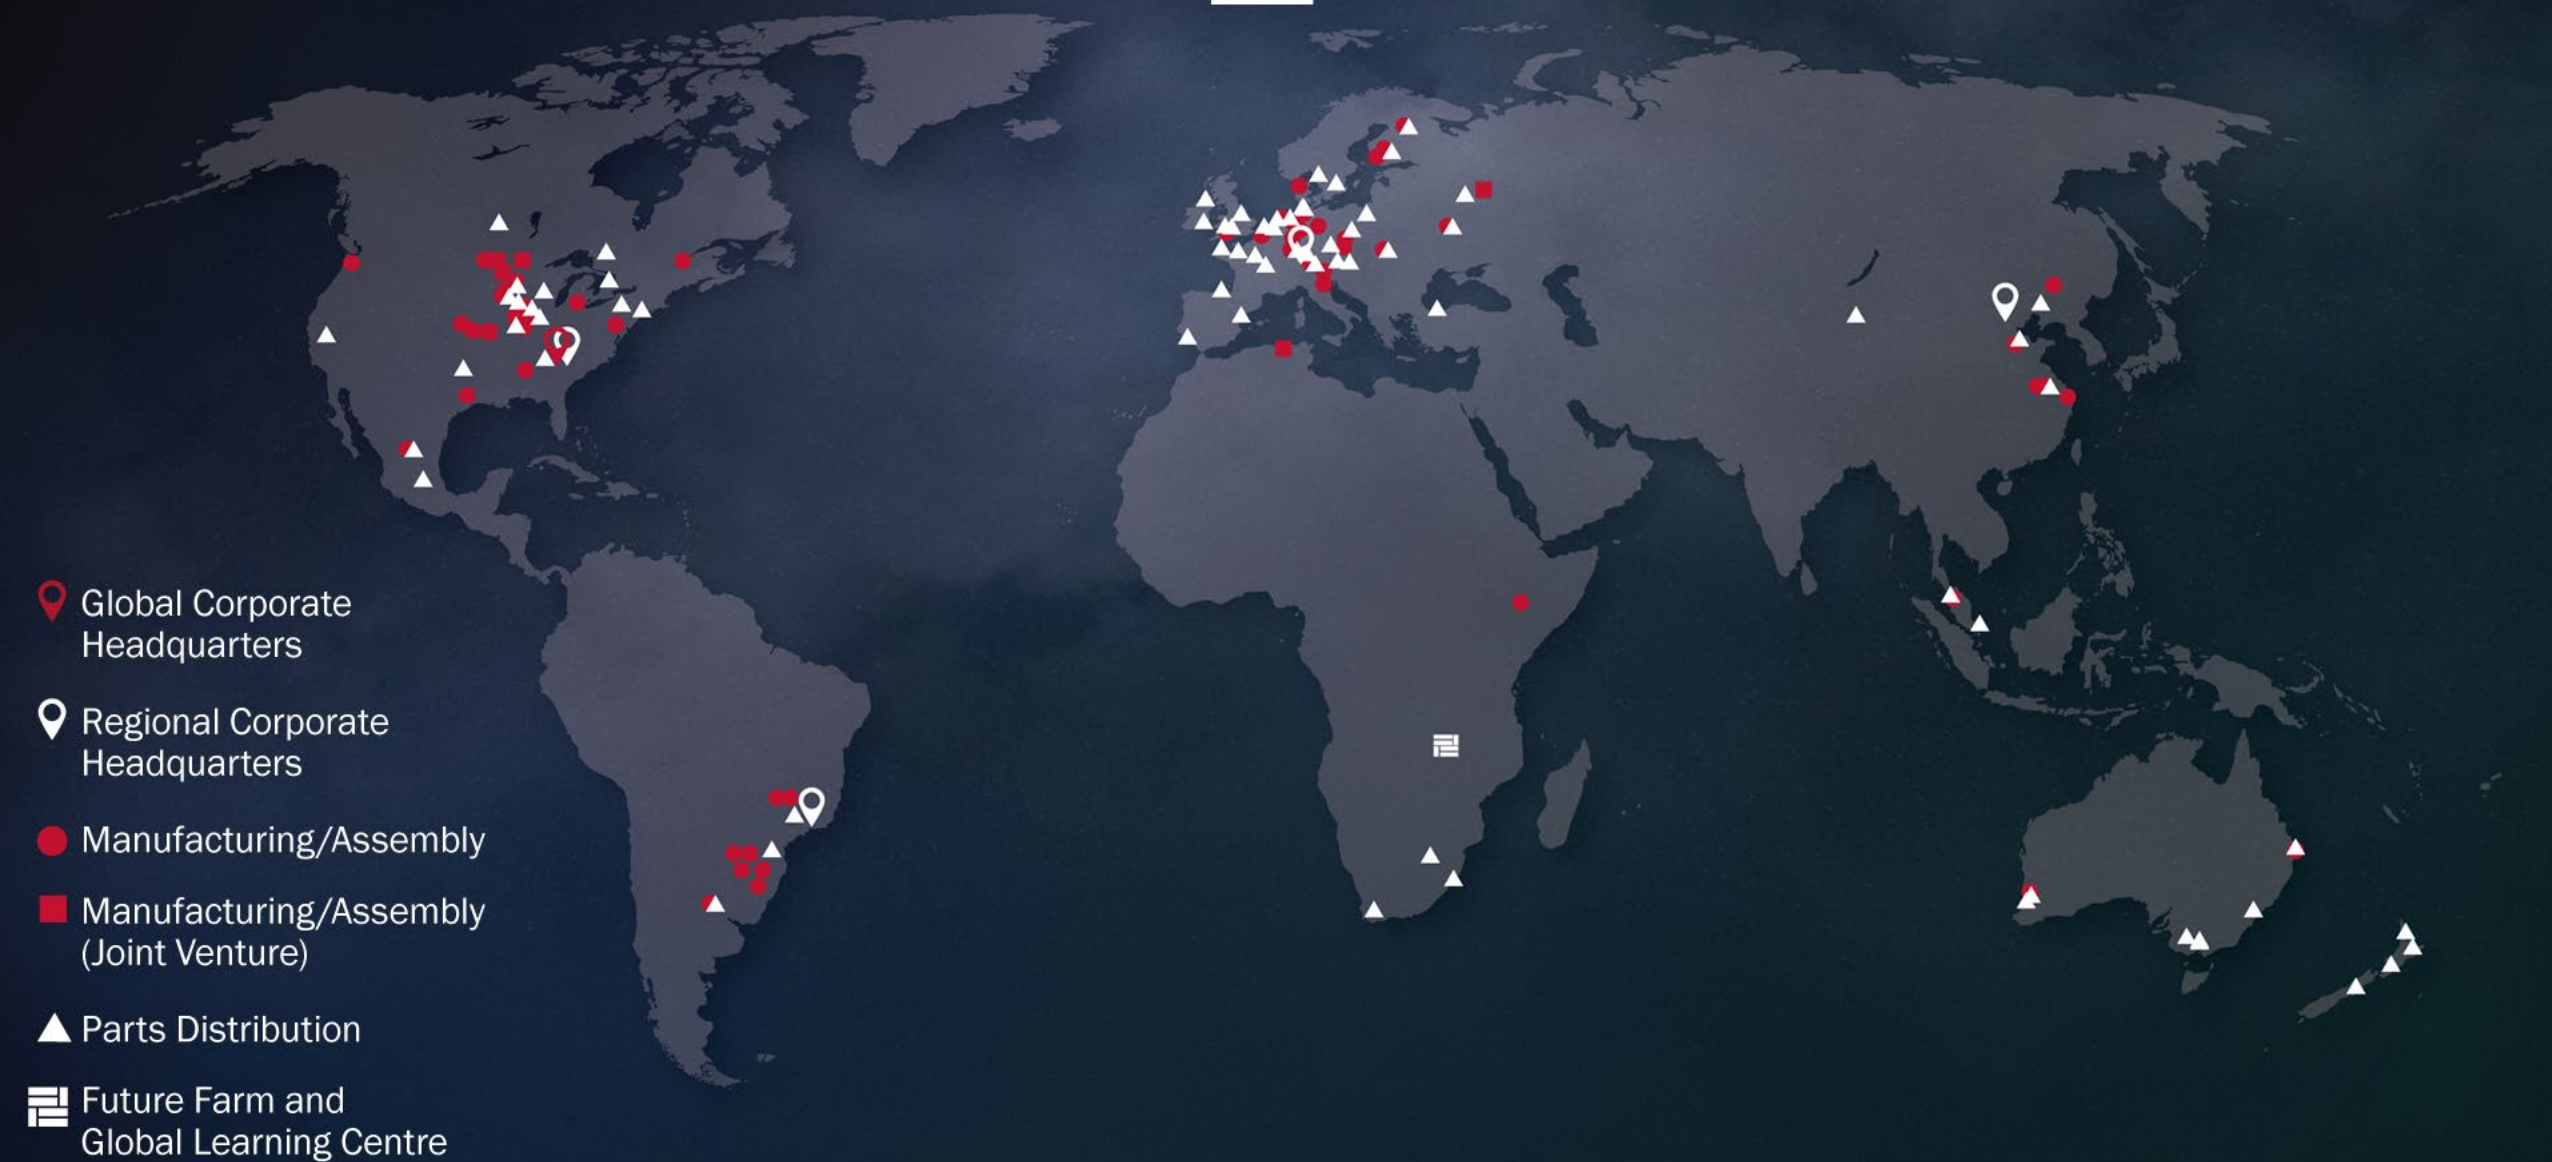 Global Corporate
Headquarters
Regional Corporate
Headquarters
Manufacturing/Assembly
Manufacturing/Assembly
(Joint Venture)
Parts Distribution
Future Farm and
Global Learning Centre